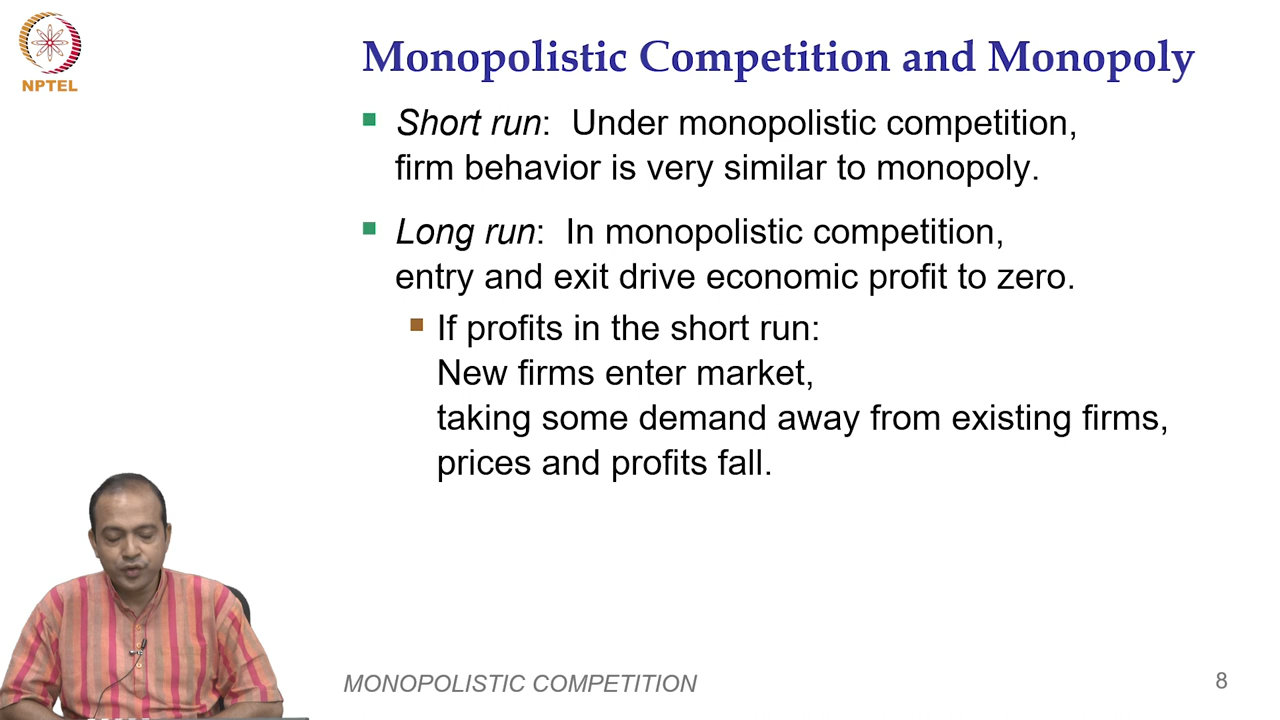 NPTEL
Monopolistic Competition and Monopoly
Short run: Under monopolistic competition,
firm behavior is very similar to monopoly.
Long run: In monopolistic competition,
entry and exit drive economic profit to zero.
If profits in the short run:
New firms enter market,
taking some demand away from existing firms,
prices and profits fall.
MONOPOLISTIC COMPETITION
8